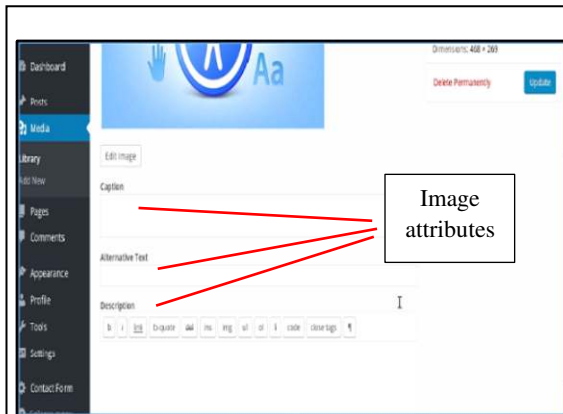 Dashboard
Posts
Media
Library
Add New
Pages
Comments
Appearance
Profile
Tools
Settings
Contact Form
Aa
Edit Image
Caption
Alternative Text
Description
b i link b-quote del ins img ul ol li code close tags ¶
Dimensions: 468 × 269
Delete Permanently Update
Image
attributes